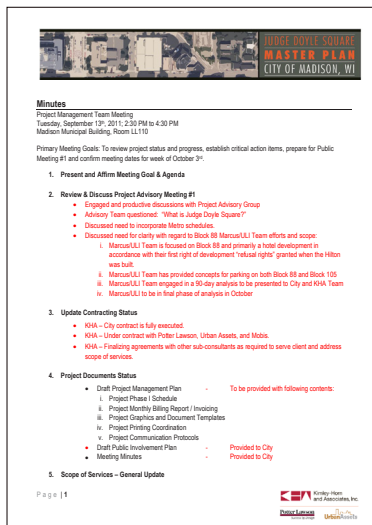 JUDGE DOYLE SQUARE
MASTER PLAN
CITY OF MADISON, WI
Minutes
Project Management Team Meeting
Tuesday, September 13th, 2011; 2:30 PM to 4:30 PM
Madison Municipal Building, Room LL110
Primary Meeting Goals: To review project status and progress, establish critical action items, prepare for Public
Meeting #1 and confirm meeting dates for week of October 3rd.
1. Present and Affirm Meeting Goal & Agenda
2. Review & Discuss Project Advisory Meeting #1
• Engaged and productive discussions with Project Advisory Group
• Advisory Team questioned: "What is Judge Doyle Square?"
• Discussed need to incorporate Metro schedules.
• Discussed need for clarity with regard to Block 88 Marcus/ULI Team efforts and scope:
i. Marcus/ULI Team is focused on Block 88 and primarily a hotel development in
accordance with their first right of development "refusal rights" granted when the Hilton
was built.
ii. Marcus/ULI Team has provided concepts for parking on both Block 88 and Block 105
iii. Marcus/ULI Team engaged in a 90-day analysis to be presented to City and KHA Team
iv. Marcus/ULI to be in final phase of analysis in October
3. Update Contracting Status
• KHA – City contract is fully executed.
• KHA – Under contract with Potter Lawson, Urban Assets, and Mobis.
• KHA – Finalizing agreements with other sub-consultants as required to serve client and address
scope of services.
4. Project Documents Status
• Draft Project Management Plan - To be provided with following contents:
i. Project Phase I Schedule
ii. Project Monthly Billing Report / Invoicing
iii. Project Graphics and Document Templates
iv. Project Printing Coordination
v. Project Communication Protocols
• Draft Public Involvement Plan - Provided to City
• Meeting Minutes - Provided to City
5. Scope of Services – General Update
Page | 1
Kimley-Horn
and Associates, Inc.
Potter Lawson
UrbanAssets